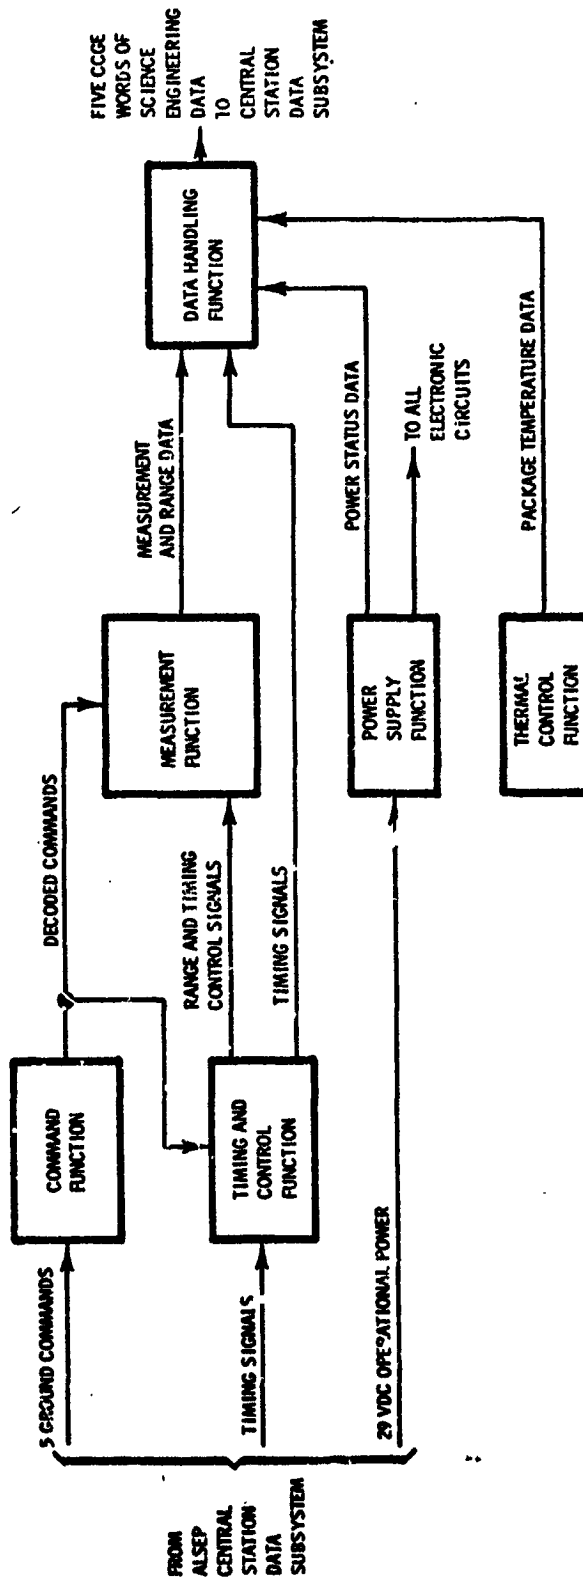 FROM
ALSEP
CENTRAL
STATION
DATA
SUBSYSTEM
5 GROUND COMMANDS
TIMING SIGNALS
29 VDC OPERATIONAL POWER
COMMAND
FUNCTION
TIMING AND
CONTROL
FUNCTION
DECODED COMMANDS
RANGE AND TIMING
CONTROL SIGNALS
TIMING SIGNALS
MEASUREMENT
FUNCTION
POWER
SUPPLY
FUNCTION
THERMAL
CONTROL
FUNCTION
MEASUREMENT
AND RANGE DATA
POWER STATUS DATA
TO ALL
ELECTRONIC
CIRCUITS
PACKAGE TEMPERATURE DATA
DATA HANDLING
FUNCTION
FIVE CCGE
WORDS OF
SCIENCE
ENGINEERING
DATA
TO
CENTRAL
STATION
DATA
SUBSYSTEM